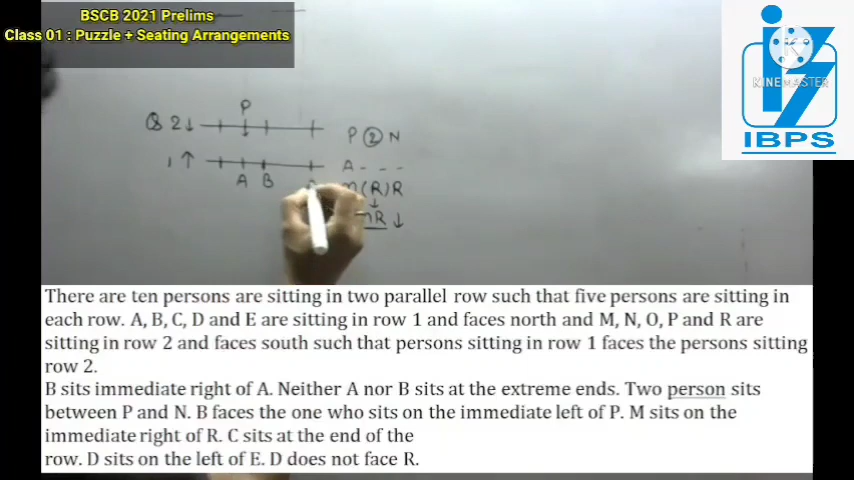 BSCB 2021 Prelims
Class 01 : Puzzle + Seating Arrangements
KINEMASTER
IBPS
P
2↓
P ② N
1 ↑
A - - -
A B
(R) R
↓
R ↓
There are ten persons are sitting in two parallel row such that five persons are sitting in
each row. A, B, C, D and E are sitting in row 1 and faces north and M, N, O, P and R are
sitting in row 2 and faces south such that persons sitting in row 1 faces the persons sitting
row 2.
B sits immediate right of A. Neither A nor B sits at the extreme ends. Two person sits
between P and N. B faces the one who sits on the immediate left of P. M sits on the
immediate right of R. C sits at the end of the
row. D sits on the left of E. D does not face R.